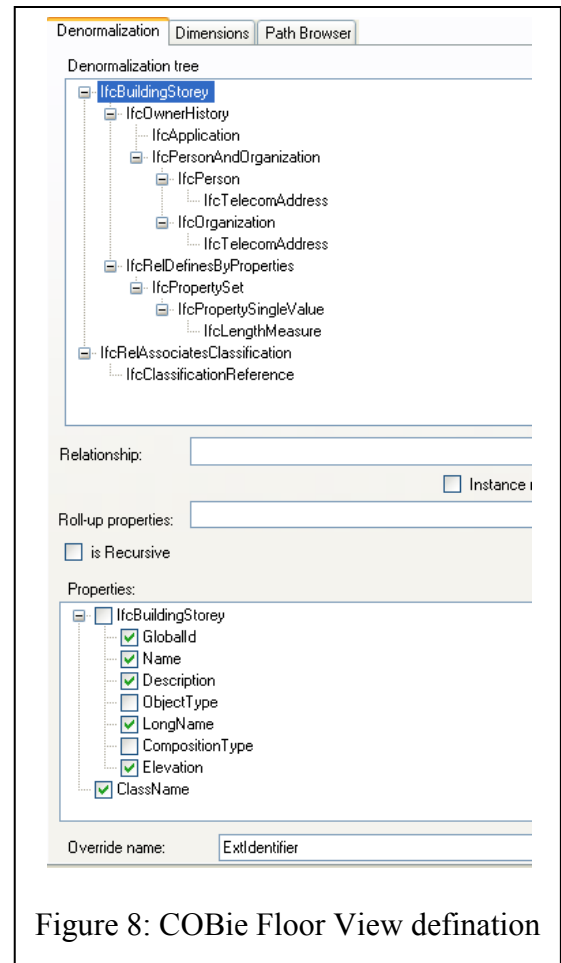 Denormalization Dimensions Path Browser
Denormalization tree
IfcBuildingStorey
IfcOwnerHistory
IfcApplication
IfcPersonAndOrganization
IfcPerson
IfcTelecomAddress
IfcOrganization
IfcTelecomAddress
IfcRelDefinesByProperties
IfcPropertySet
IfcPropertySingleValue
IfcLengthMeasure
IfcRelAssociatesClassification
IfcClassificationReference
Relationship:
Instance
Roll-up properties:
is Recursive
Properties:
IfcBuildingStorey
GlobalId
Name
Description
ObjectType
LongName
CompositionType
Elevation
ClassName
Override name: ExtIdentifier
Figure 8: COBie Floor View defination